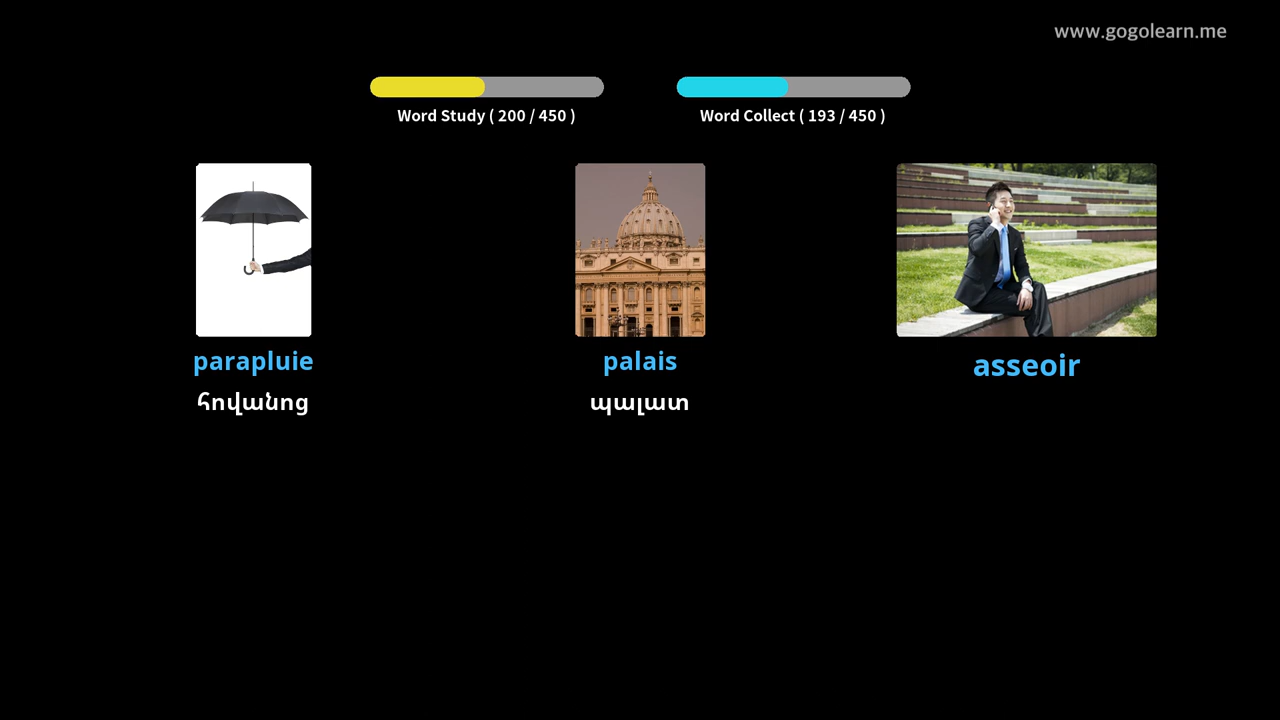 www.gogolearn.me
Word Study ( 200 / 450 )
Word Collect ( 193 / 450 )
parapluie
palais
asseoir
հովանոց
պալատ